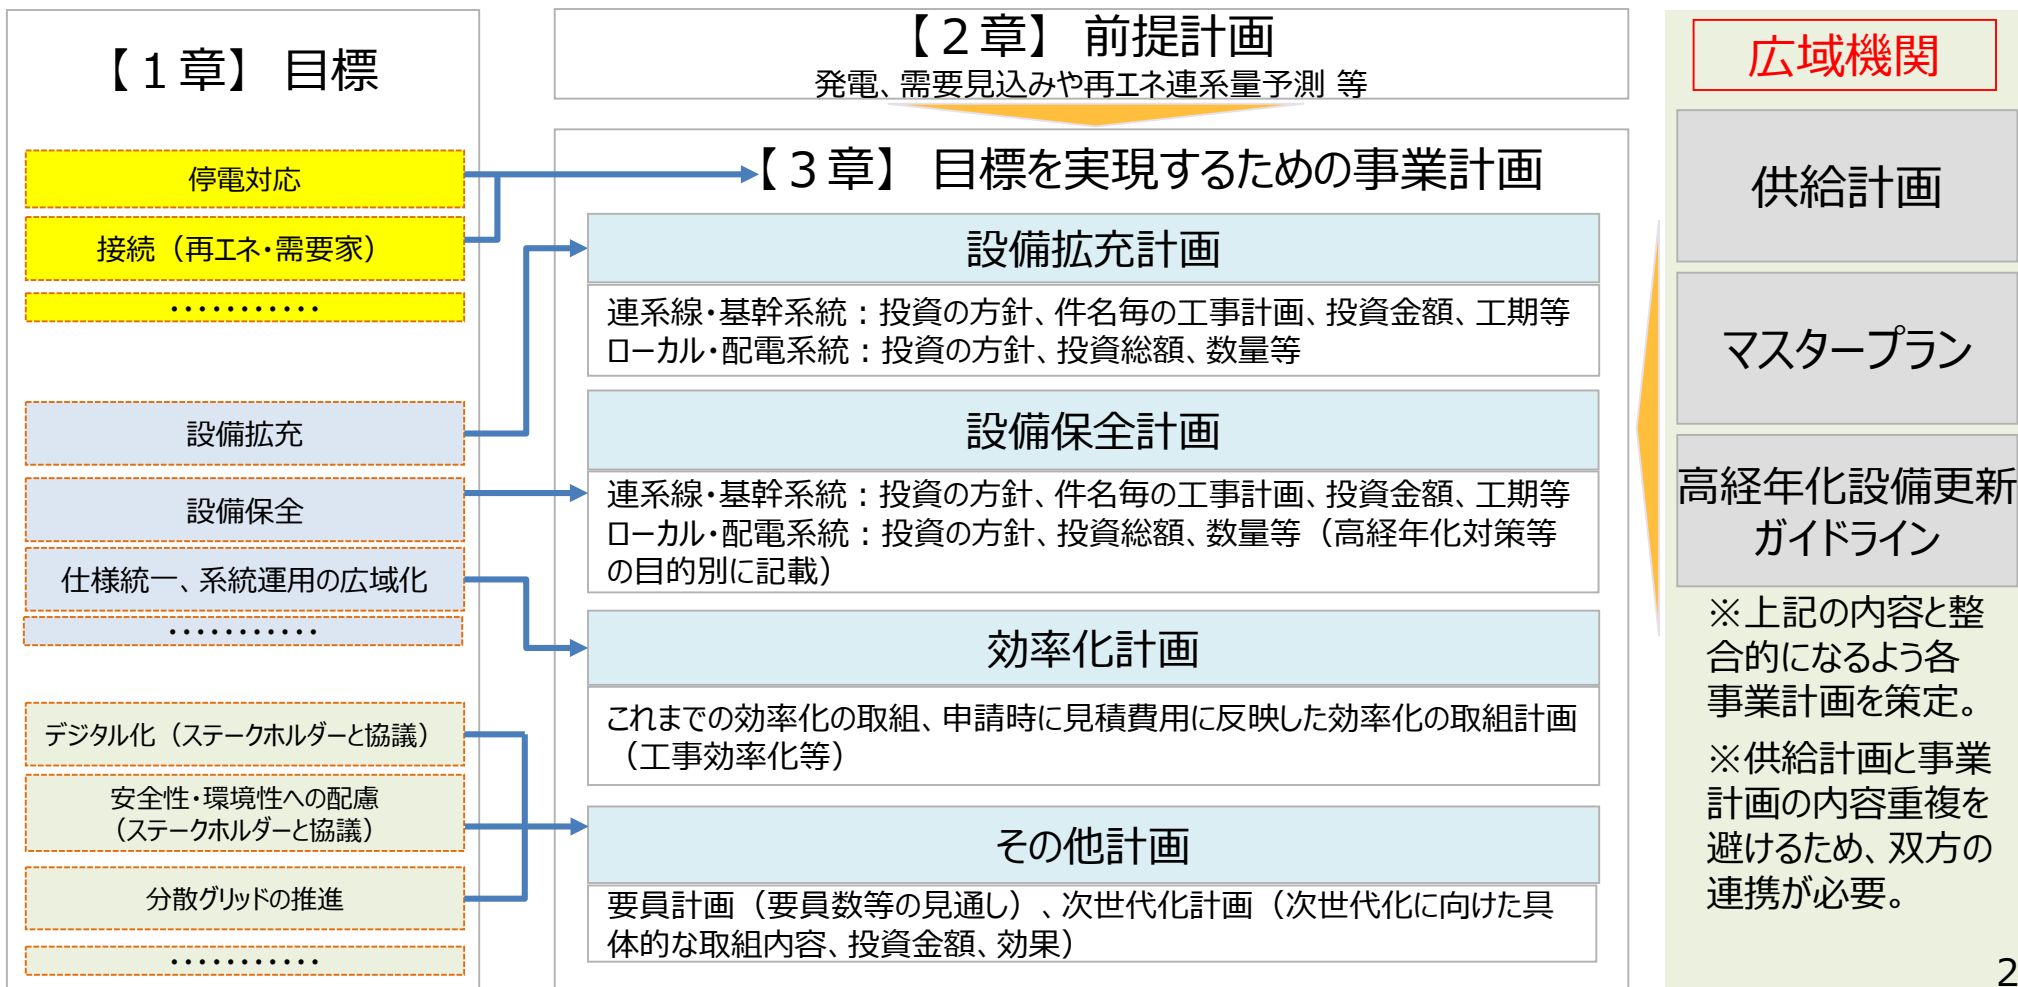 【１章】 目標
停電対応
接続（再エネ・需要家）
・・・・・・・・・・・
設備拡充
設備保全
仕様統一、系統運用の広域化
・・・・・・・・・・・
デジタル化（ステークホルダーと協議）
安全性・環境性への配慮
（ステークホルダーと協議）
分散グリッドの推進
・・・・・・・・・・・
【２章】 前提計画
発電、需要見込みや再エネ連系量予測 等
【３章】 目標を実現するための事業計画
設備拡充計画
連系線・基幹系統：投資の方針、件名毎の工事計画、投資金額、工期等
ローカル・配電系統：投資の方針、投資総額、数量等
設備保全計画
連系線・基幹系統：投資の方針、件名毎の工事計画、投資金額、工期等
ローカル・配電系統：投資の方針、投資総額、数量等（高経年化対策等
の目的別に記載）
効率化計画
これまでの効率化の取組、申請時に見積費用に反映した効率化の取組計画
（工事効率化等）
その他計画
要員計画（要員数等の見通し）、次世代化計画（次世代化に向けた具
体的な取組内容、投資金額、効果）
広域機関
供給計画
マスタープラン
高経年化設備更新
ガイドライン
※上記の内容と整
合的になるよう各
事業計画を策定。
※供給計画と事業
計画の内容重複を
避けるため、双方の
連携が必要。
2